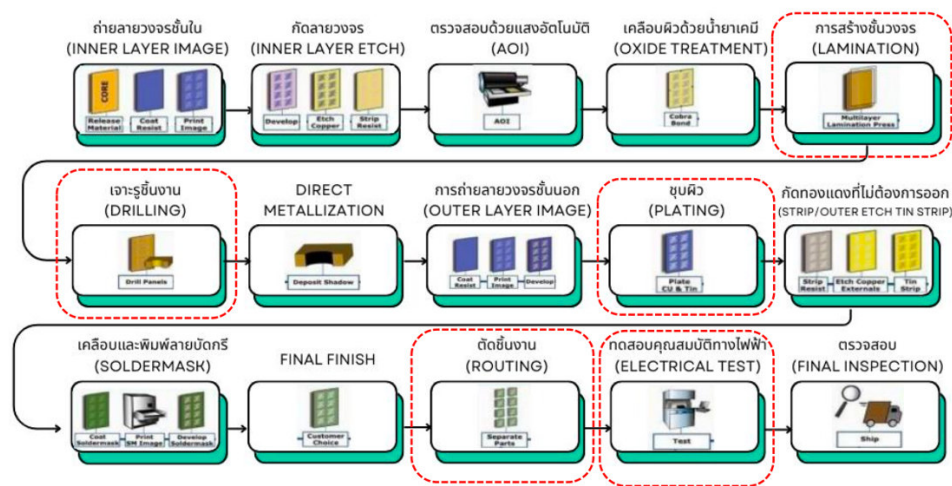 ถ่ายลายวงจรชั้นใน
(INNER LAYER IMAGE)
CORE
Release Material
Coat Resist
Print Image
กัดลายวงจร
(INNER LAYER ETCH)
Develop
Etch Copper
Strip Resist
ตรวจสอบด้วยแสงอัตโนมัติ
(AOI)
AOI
เคลือบผิวด้วยน้ำยาเคมี
(OXIDE TREATMENT)
Cobra Bond
การสร้างชั้นวงจร
(LAMINATION)
Multilayer
Lamination Press
เจาะรูชิ้นงาน
(DRILLING)
Drill Panels
DIRECT
METALLIZATION
Deposit Shadow
การถ่ายลายวงจรชั้นนอก
(OUTER LAYER IMAGE)
Coat Resist
Print Image
Develop
ชุบผิว
(PLATING)
Plate
CU & Tin
กัดทองแดงที่ไม่ต้องการออก
(STRIP/OUTER ETCH TIN STRIP)
Strip Resist
Etch Copper Externals
Tin Strip
เคลือบและพิมพ์ลายบัดกรี
(SOLDERMASK)
Coat Soldermask
Print SM Image
Develop Soldermask
FINAL FINISH
Customer
Choice
ตัดชิ้นงาน
(ROUTING)
Separate
Parts
ทดสอบคุณสมบัติทางไฟฟ้า
(ELECTRICAL TEST)
Test
ตรวจสอบ
(FINAL INSPECTION)
Ship